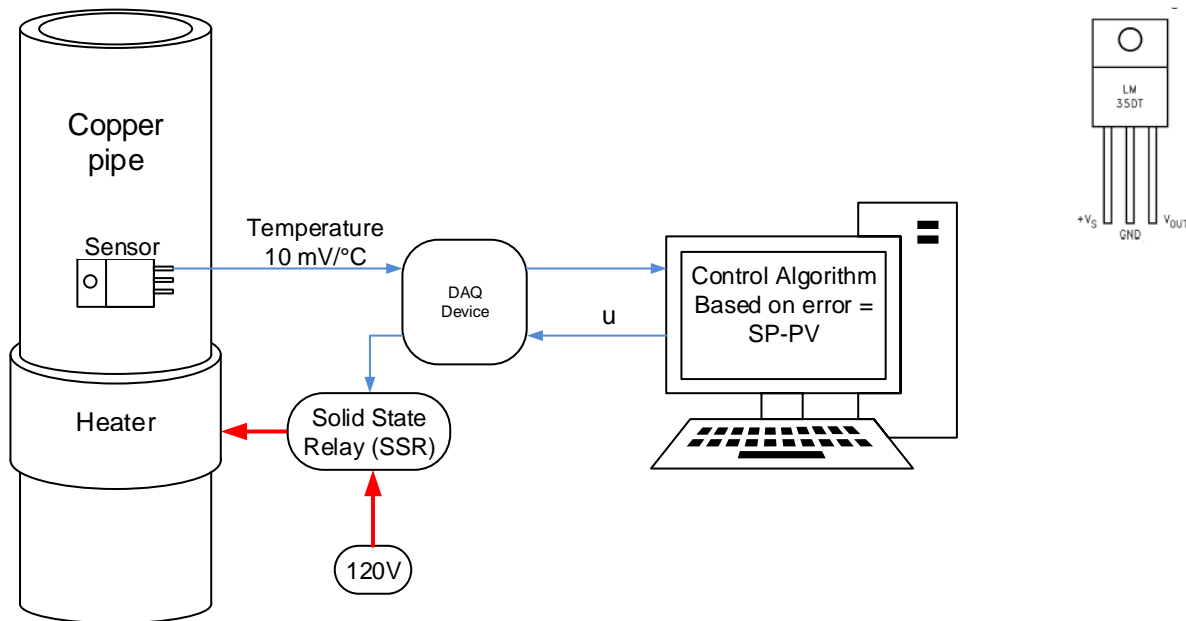 Copper
pipe
Sensor
Temperature
10 mV/°C
DAQ
Device
u
Control Algorithm
Based on error =
SP-PV
Heater
Solid State
Relay (SSR)
120V
LM
35DT
+VS
GND
VOUT